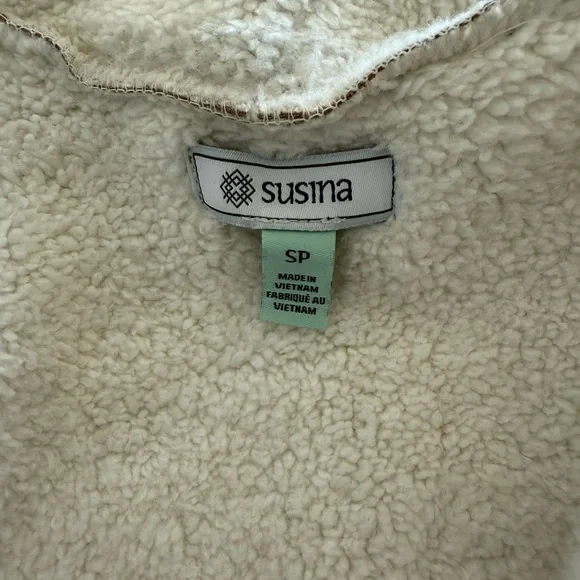 susina
SP
MADE IN
VIETNAM
FABRIQUÉ AU
VIETNAM